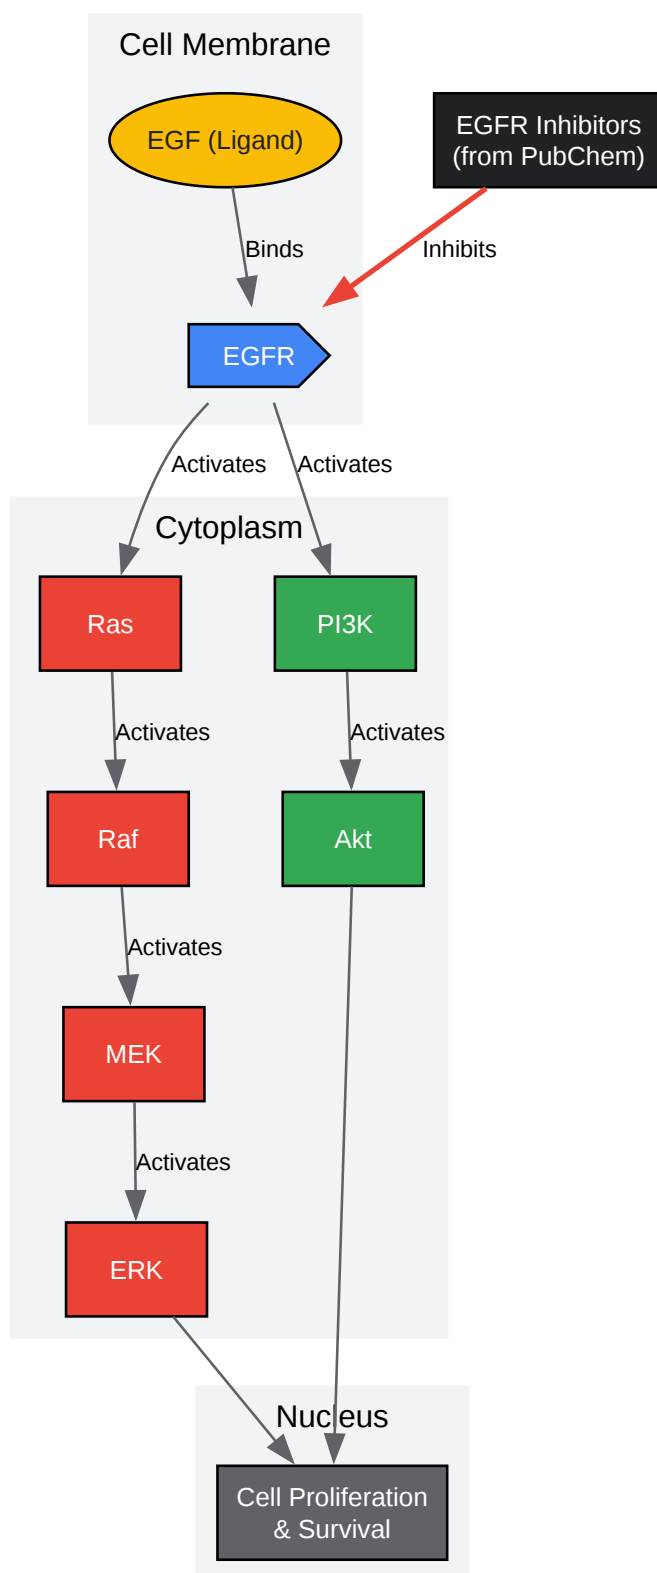 Cell Membrane
EGF (Ligand)
EGFR Inhibitors
(from PubChem)
Binds
Inhibits
EGFR
Activates
Activates
Cytoplasm
Ras
PI3K
Activates
Activates
Raf
Akt
Activates
MEK
Activates
ERK
Nucleus
Cell Proliferation
& Survival